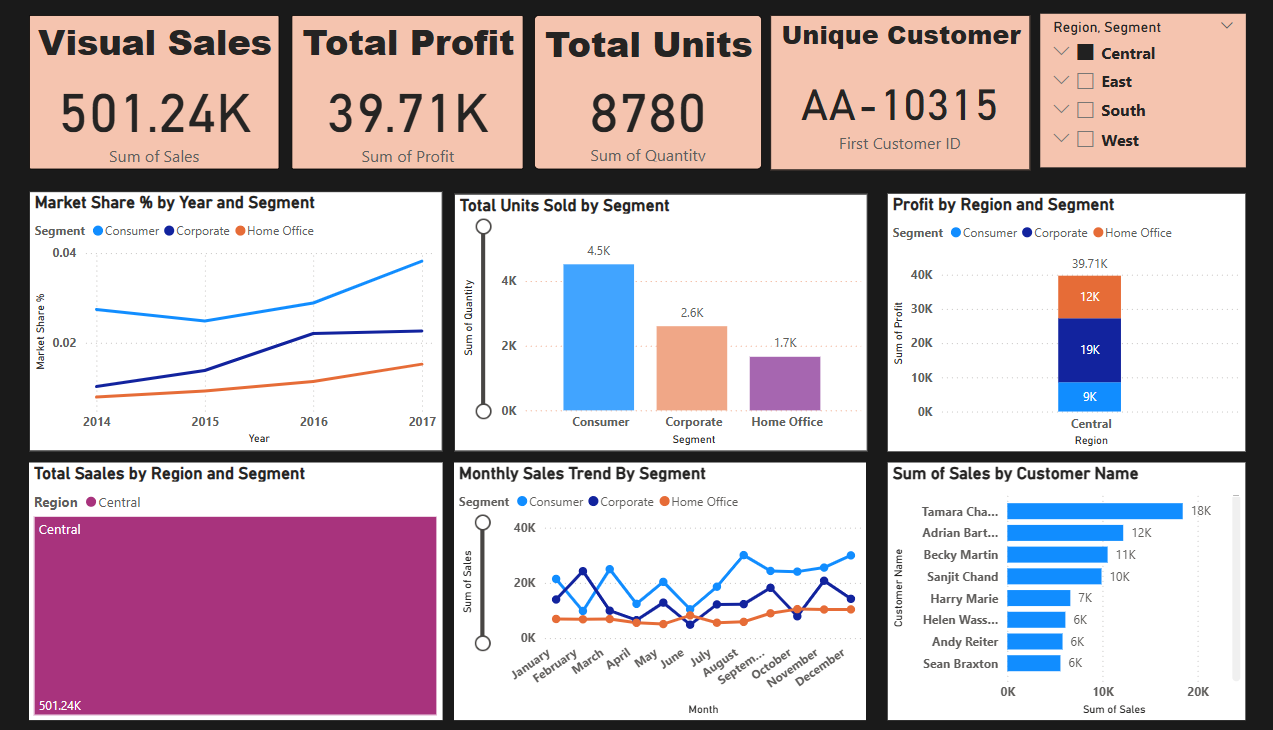 Visual Sales
501.24K
Sum of Sales
Total Profit
39.71K
Sum of Profit
Total Units
8780
Sum of Quantity
Unique Customer
AA-10315
First Customer ID
Region, Segment
Central
East
South
West
Market Share % by Year and Segment
Segment Consumer Corporate Home Office
Market Share %
0.04
0.02
2014 2015 2016 2017
Year
Total Units Sold by Segment
Sum of Quantity
4K
2K
0K
4.5K
2.6K
1.7K
Consumer Corporate Home Office
Segment
Profit by Region and Segment
Segment Consumer Corporate Home Office
Sum of Profit
40K
30K
20K
10K
0K
39.71K
12K
19K
9K
Central
Region
Total Saales by Region and Segment
Region Central
Central
501.24K
Monthly Sales Trend By Segment
Segment Consumer Corporate Home Office
Sum of Sales
40K
20K
0K
January February March April May June July August Septem... October November December
Month
Sum of Sales by Customer Name
Customer Name
Tamara Cha... 18K
Adrian Bart... 12K
Becky Martin 11K
Sanjit Chand 10K
Harry Marie 7K
Helen Wass... 6K
Andy Reiter 6K
Sean Braxton 6K
0K 10K 20K
Sum of Sales